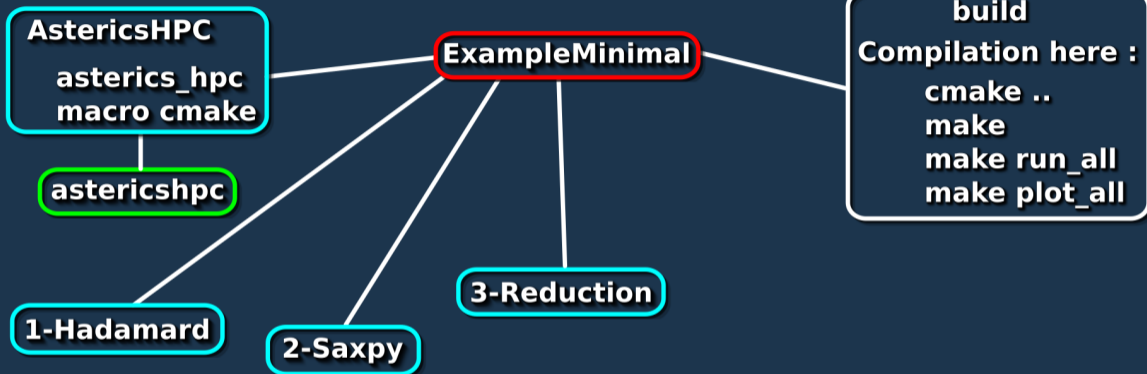 AstericsHPC
asterics_hpc
macro cmake
astericshpc
ExampleMinimal
build
Compilation here :
cmake ..
make
make run_all
make plot_all
1-Hadamard
2-Saxpy
3-Reduction